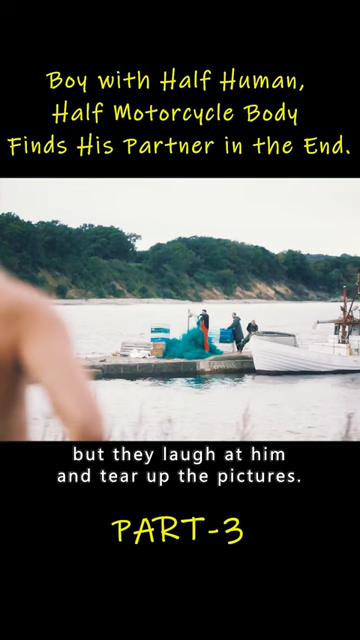 Boy with Half Human,
Half Motorcycle Body
Finds His Partner in the End.
but they laugh at him
and tear up the pictures.
PART-3